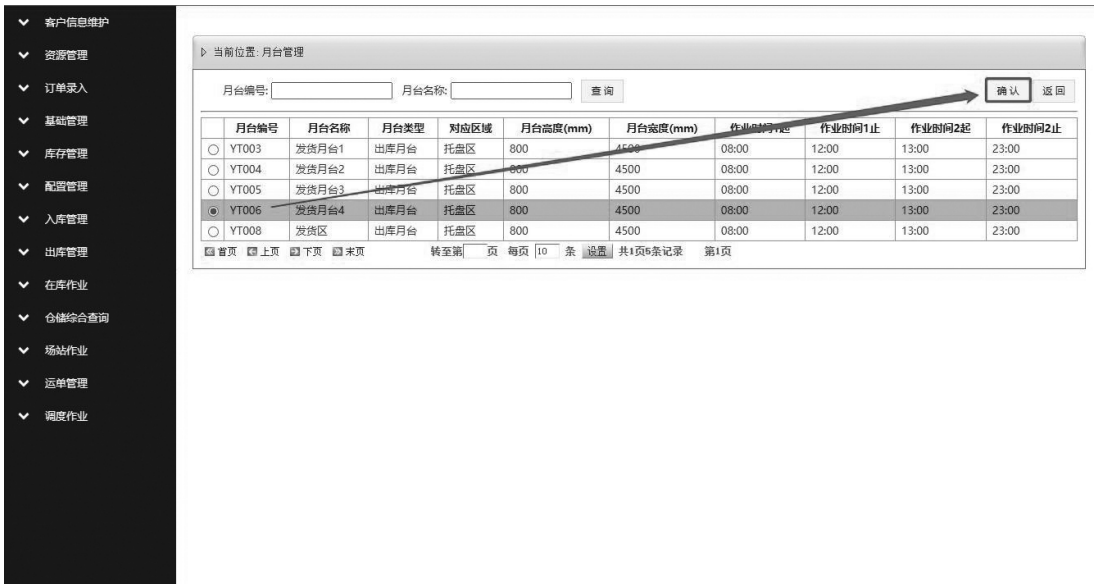 客户信息维护
资源管理
订单录入
基础管理
库存管理
配置管理
入库管理
出库管理
在库作业
仓储综合查询
场站作业
运单管理
调度作业
当前位置: 月台管理
月台编号: 月台名称: 查 询 确 认 返 回
月台编号 月台名称 月台类型 对应区域 月台高度(mm) 月台宽度(mm) 作业时间1起 作业时间1止 作业时间2起 作业时间2止
YT003 发货月台1 出库月台 托盘区 800 4500 08:00 12:00 13:00 23:00
YT004 发货月台2 出库月台 托盘区 800 4500 08:00 12:00 13:00 23:00
YT005 发货月台3 出库月台 托盘区 800 4500 08:00 12:00 13:00 23:00
YT006 发货月台4 出库月台 托盘区 800 4500 08:00 12:00 13:00 23:00
YT008 发货区 出库月台 托盘区 800 4500 08:00 12:00 13:00 23:00
首页 上页 下页 末页 转至第 页 每页 10 条 设置 共1页5条记录 第1页